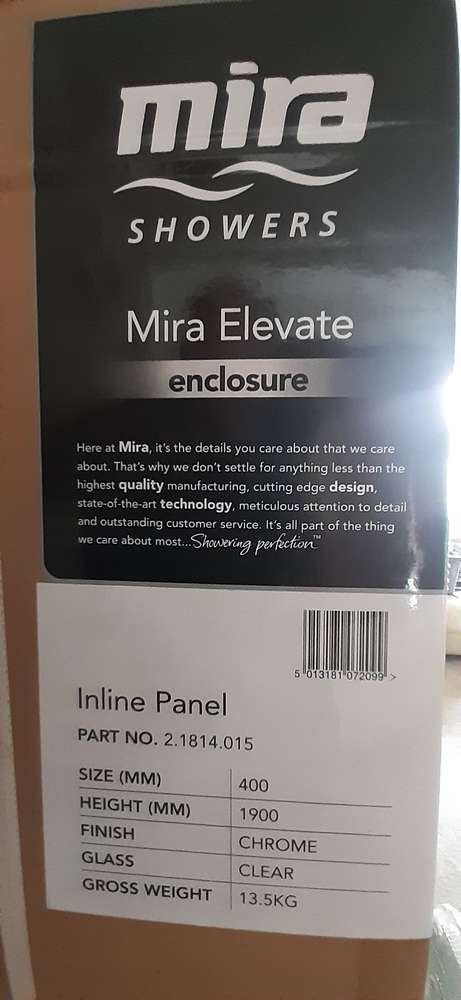 mira
SHOWERS
Mira Elevate
enclosure
Here at Mira, it's the details you care about that we care
about. That's why we don't settle for anything less than the
highest quality manufacturing, cutting edge design,
state-of-the-art technology, meticulous attention to detail
and outstanding customer service. It's all part of the thing
we care about most...Showering perfection™
5 013181 072099 >
Inline Panel
PART NO. 2.1814.015
SIZE (MM) 400
HEIGHT (MM) 1900
FINISH CHROME
GLASS CLEAR
GROSS WEIGHT 13.5KG